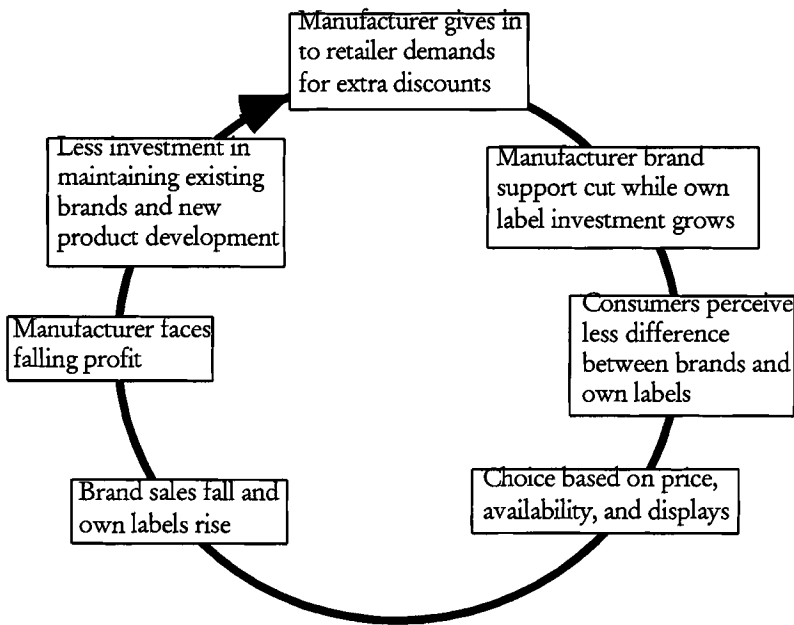 Manufacturer gives in
to retailer demands
for extra discounts
Manufacturer brand
support cut while own
label investment grows
Consumers perceive
less difference
between brands and
own labels
Choice based on price,
availability, and displays
Brand sales fall and
own labels rise
Manufacturer faces
falling profit
Less investment in
maintaining existing
brands and new
product development